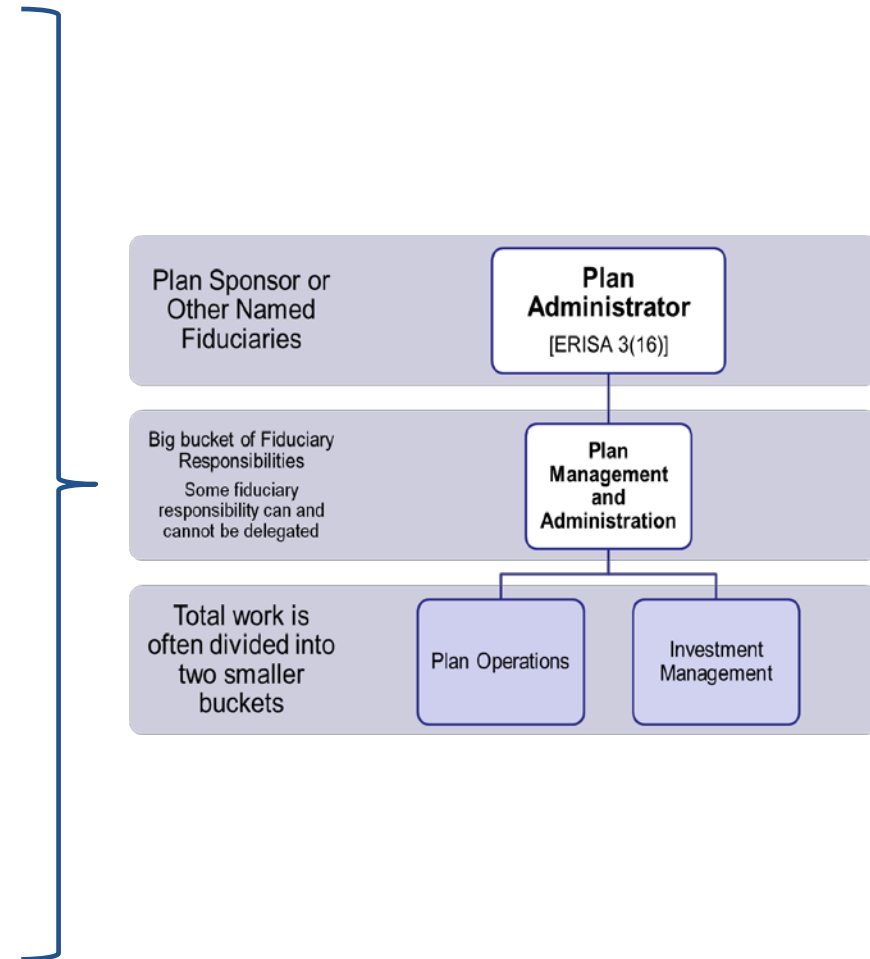 Plan Sponsor or
Other Named
Fiduciaries
Plan
Administrator
[ERISA 3(16)]
Big bucket of Fiduciary
Responsibilities
Some fiduciary
responsibility can and
cannot be delegated
Plan
Management
and
Administration
Total work is
often divided into
two smaller
buckets
Plan Operations
Investment
Management